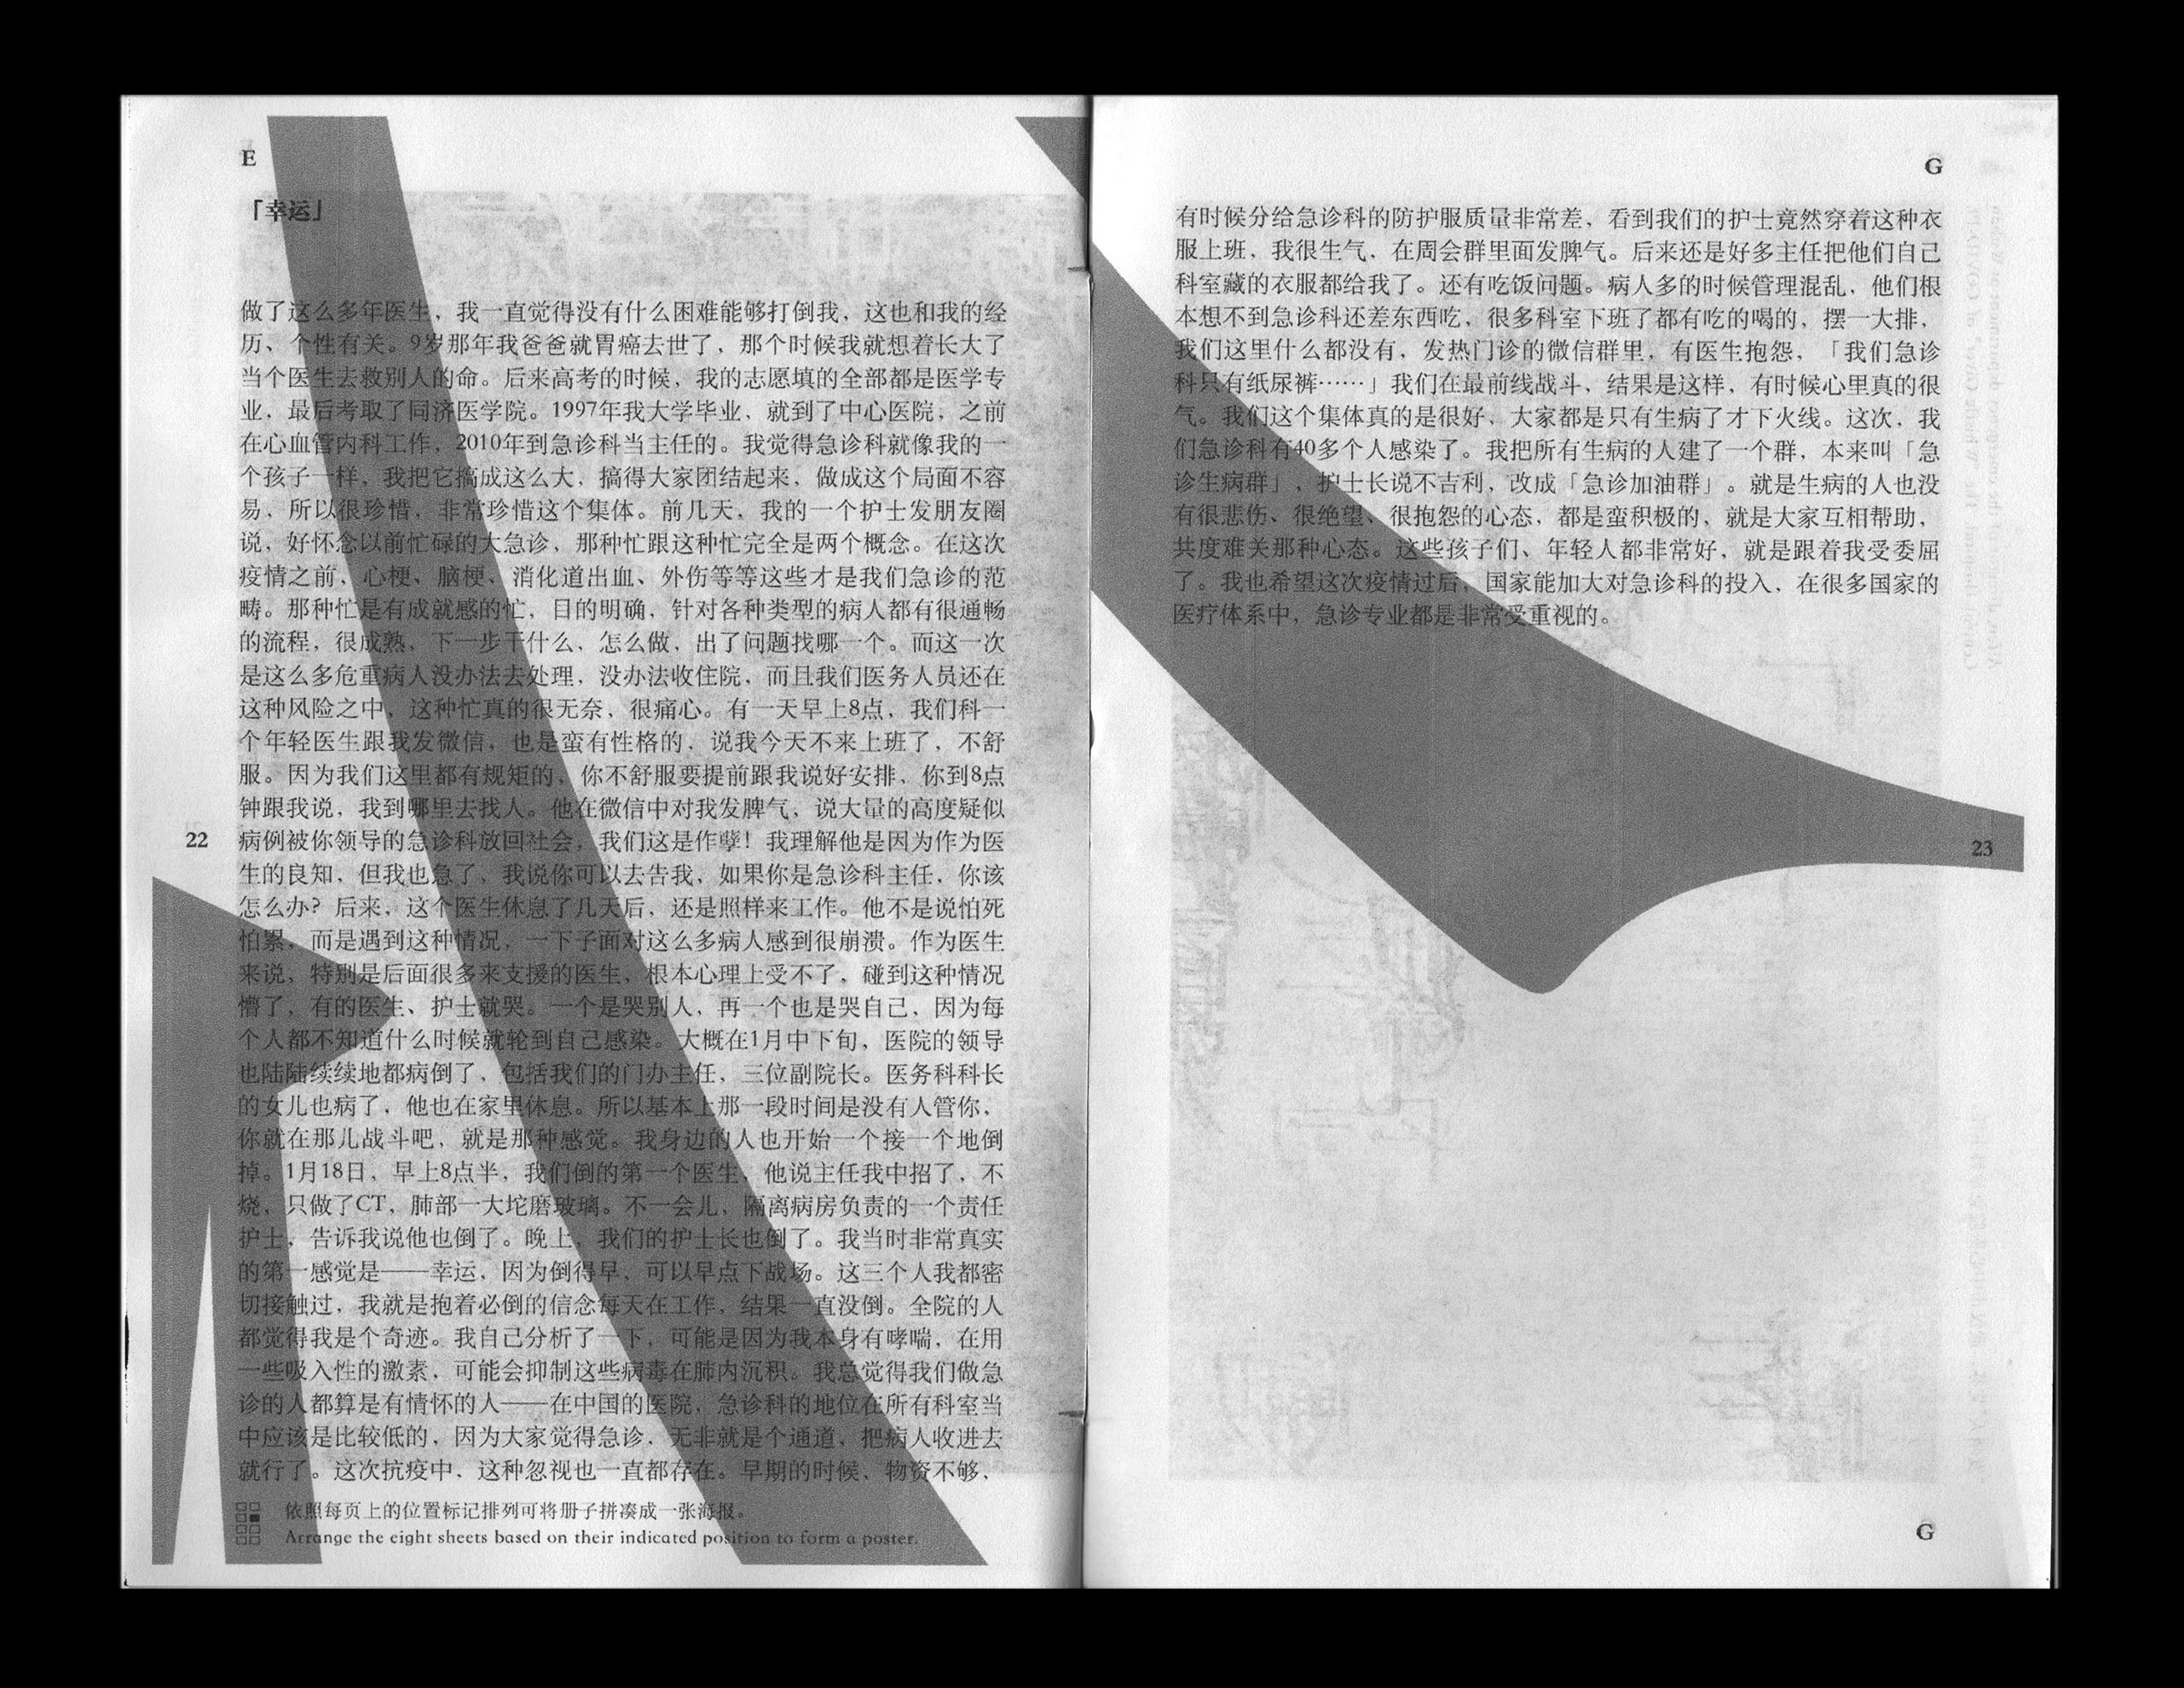 E
「幸运」
做了这么多年医生，我一直觉得没有什么困难能够打倒我，这也和我的经
历、个性有关。9岁那年我爸爸就胃癌去世了，那个时候我就想着长大了
当个医生去救别人的命。后来高考的时候，我的志愿填的全部都是医学专
业，最后考取了同济医学院。1997年我大学毕业，就到了中心医院，之前
在心血管内科工作，2010年到急诊科当主任的。我觉得急诊科就像我的一
个孩子一样，我把它搞成这么大，搞得大家团结起来，做成这个局面不容
易，所以很珍惜，非常珍惜这个集体。前几天，我的一个护士发朋友圈
说，好怀念以前忙碌的大急诊，那种忙跟这种忙完全是两个概念。在这次
疫情之前，心梗、脑梗、消化道出血、外伤等等这些才是我们急诊的范
畴。那种忙是有成就感的忙，目的明确，针对各种类型的病人都有很通畅
的流程，很成熟，下一步干什么，怎么做，出了问题找哪一个。而这一次
是这么多危重病人没办法去处理，没办法收住院，而且我们医务人员还在
这种风险之中，这种忙真的很无奈，很痛心。有一天早上8点，我们科一
个年轻医生跟我发微信，也是蛮有性格的，说我今天不来上班了，不舒
服。因为我们这里都有规矩的，你不舒服要提前跟我说好安排，你到8点
钟跟我说，我到哪里去找人。他在微信中对我发脾气，说大量的高度疑似
22
病例被你领导的急诊科放回社会，我们这是作孽！我理解他是因为作为医
生的良知，但我也急了，我说你可以去告我，如果你是急诊科主任，你该
怎么办？后来，这个医生休息了几天后，还是照样来工作。他不是说怕死
怕累，而是遇到这种情况，一下子面对这么多病人感到很崩溃。作为医生
来说，特别是后面很多来支援的医生，根本心理上受不了，碰到这种情况
懵了，有的医生、护士就哭。一个是哭别人，再一个也是哭自己，因为每
个人都不知道什么时候就轮到自己感染。大概在1月中下旬，医院的领导
也陆陆续续地都病倒了，包括我们的门办主任，三位副院长。医务科科长
的女儿也病了，他也在家里休息。所以基本上那一段时间是没有人管你，
你就在那儿战斗吧，就是那种感觉。我身边的人也开始一个接一个地倒
掉。1月18日，早上8点半，我们倒的第一个医生，他说主任我中招了，不
烧，只做了CT，肺部一大坨磨玻璃。不一会儿，隔离病房负责的一个责任
护士，告诉我说他也倒了。晚上，我们的护士长也倒了。我当时非常真实
的第一感觉是——幸运，因为倒得早，可以早点下战场。这三个人我都密
切接触过，我就是抱着必倒的信念每天在工作，结果一直没倒。全院的人
都觉得我是个奇迹。我自己分析了一下，可能是因为我本身有哮喘，在用
一些吸入性的激素，可能会抑制这些病毒在肺内沉积。我总觉得我们做急
诊的人都算是有情怀的人——在中国的医院，急诊科的地位在所有科室当
中应该是比较低的，因为大家觉得急诊，无非就是个通道，把病人收进去
就行了。这次抗疫中，这种忽视也一直都存在。早期的时候，物资不够，
依照每页上的位置标记排列可将册子拼凑成一张海报。
Arrange the eight sheets based on their indicated position to form a poster.
G
有时候分给急诊科的防护服质量非常差，看到我们的护士竟然穿着这种衣
服上班，我很生气，在周会群里面发脾气。后来还是好多主任把他们自己
科室藏的衣服都给我了。还有吃饭问题。病人多的时候管理混乱，他们根
本想不到急诊科还差东西吃，很多科室下班了都有吃的喝的，摆一大排，
我们这里什么都没有，发热门诊的微信群里，有医生抱怨，「我们急诊
科只有纸尿裤……」我们在最前线战斗，结果是这样，有时候心里真的很
气。我们这个集体真的是很好，大家都是只有生病了才下火线。这次，我
们急诊科有40多个人感染了。我把所有生病的人建了一个群，本来叫「急
诊生病群」，护士长说不吉利，改成「急诊加油群」。就是生病的人也没
有很悲伤、很绝望、很抱怨的心态，都是蛮积极的，就是大家互相帮助，
共度难关那种心态。这些孩子们、年轻人都非常好，就是跟着我受委屈
了。我也希望这次疫情过后，国家能加大对急诊科的投入，在很多国家的
医疗体系中，急诊专业都是非常受重视的。
23
G